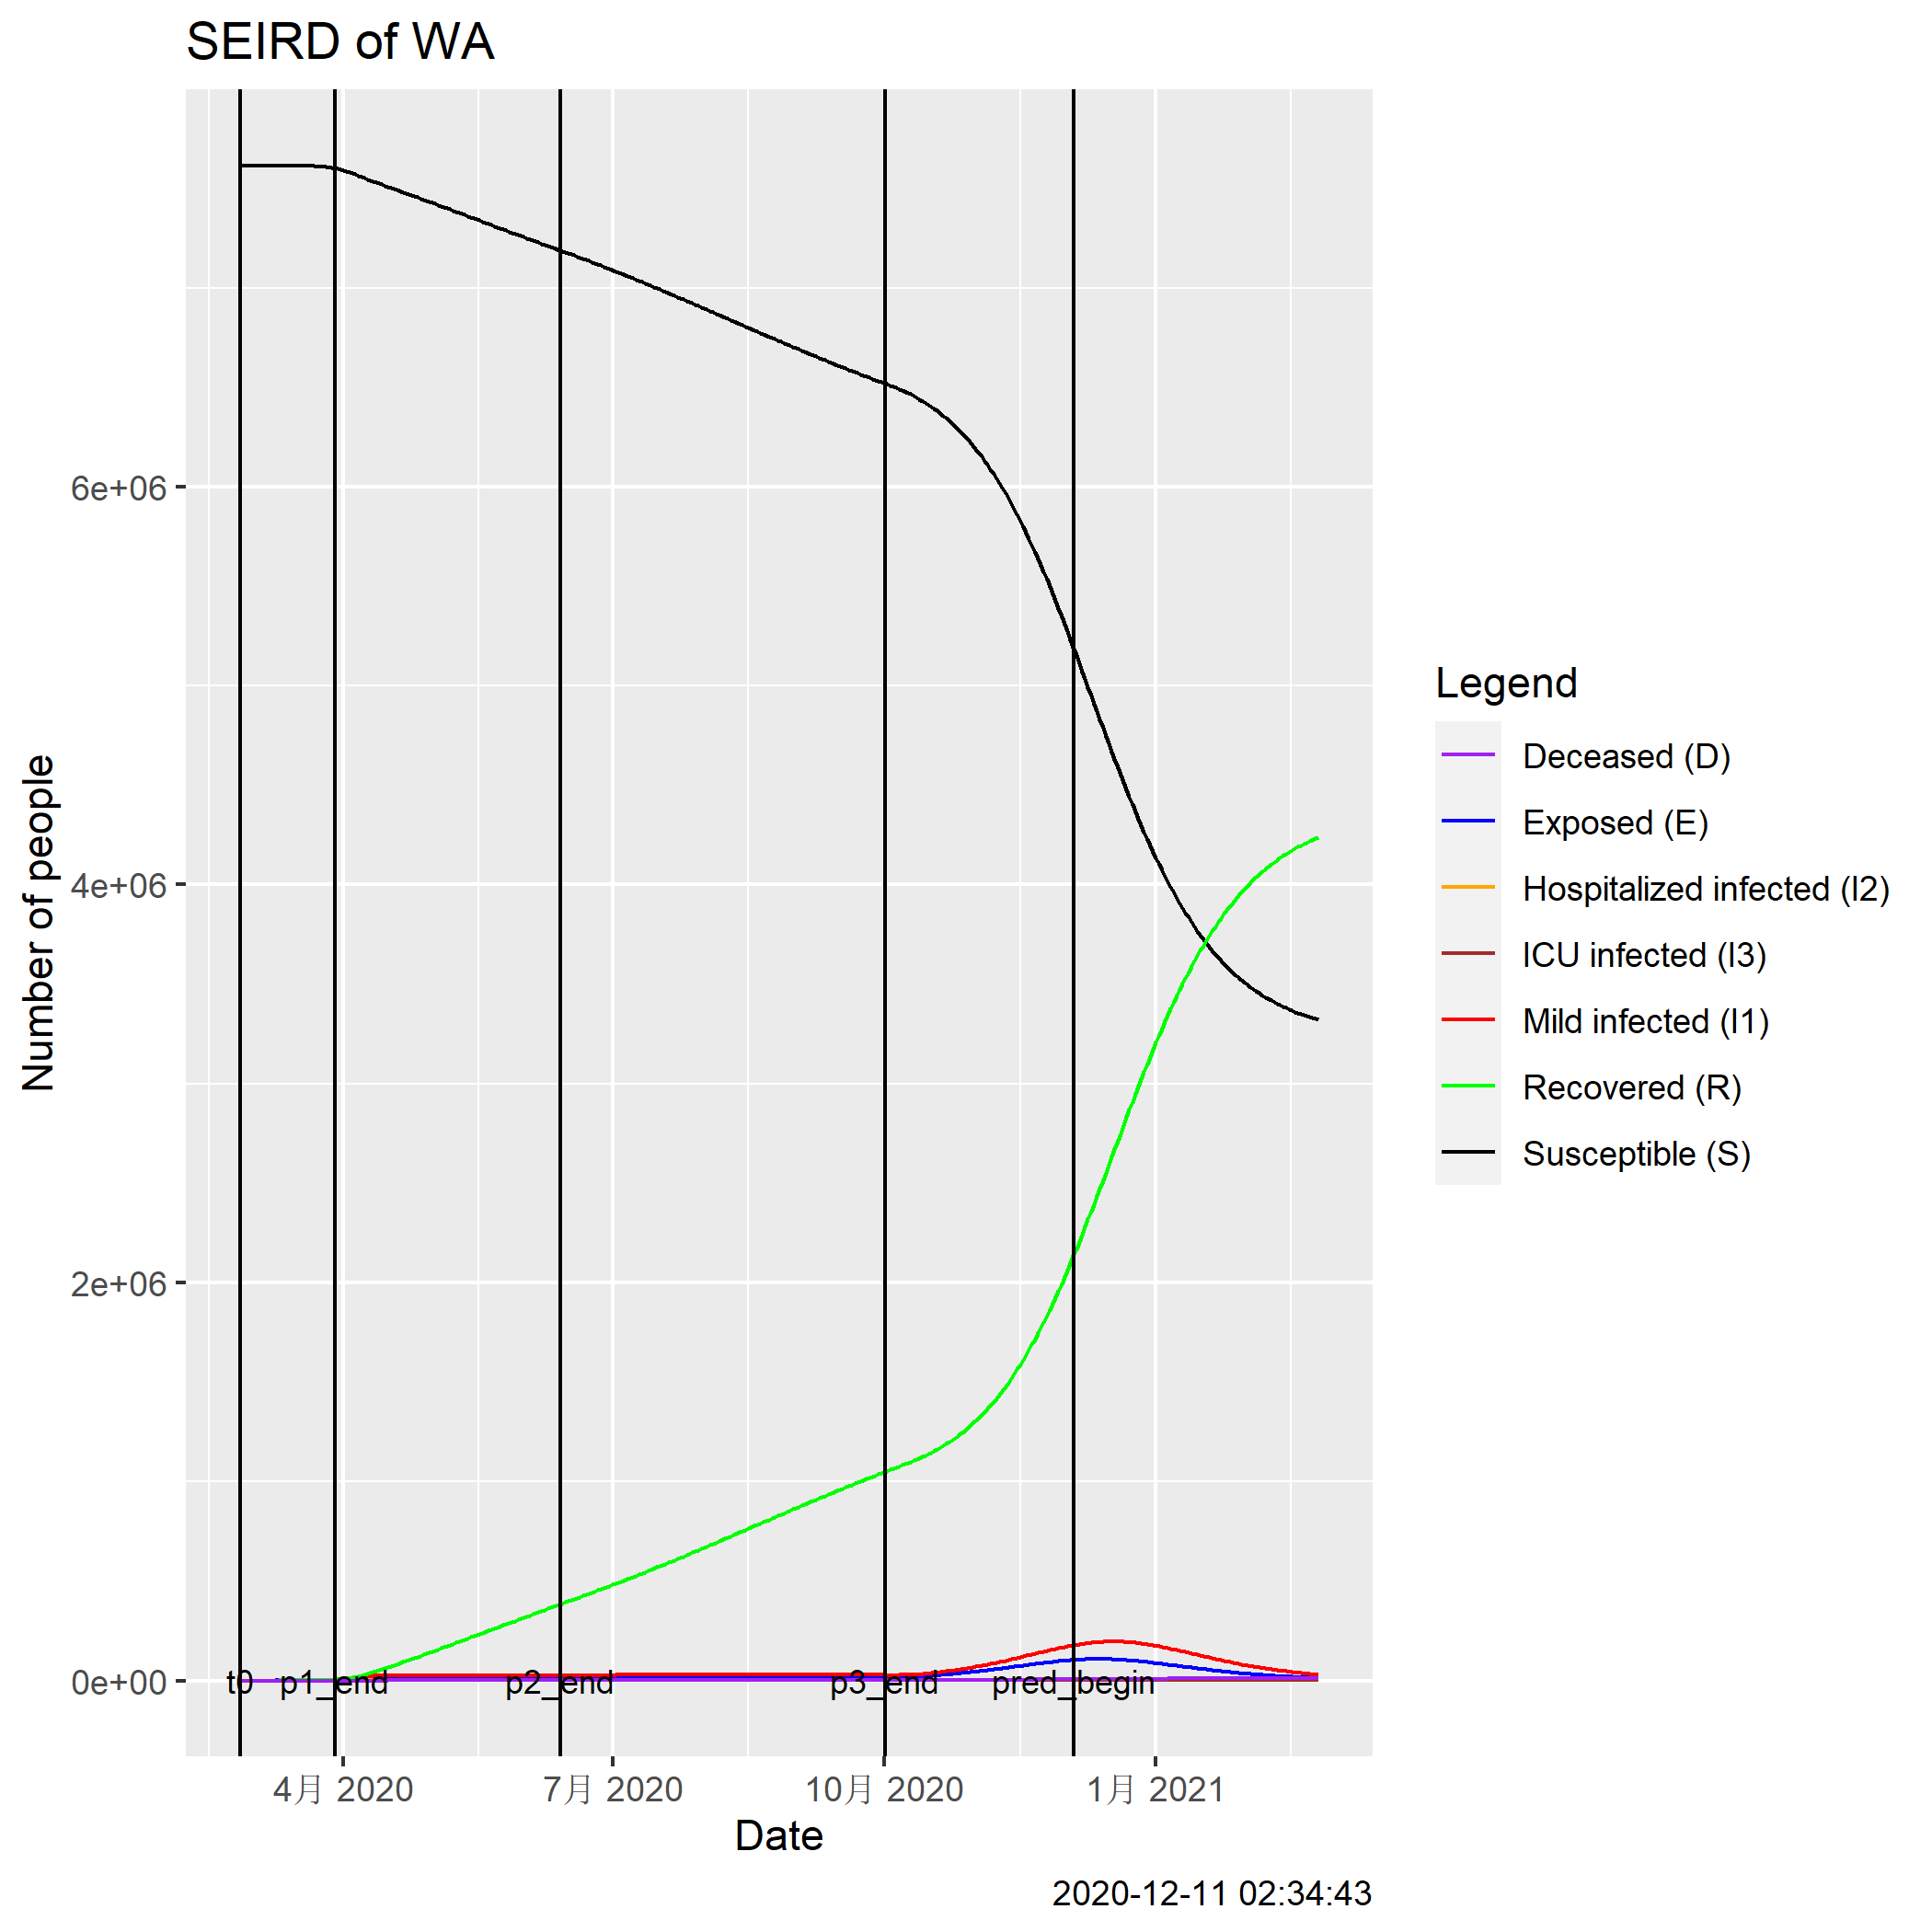 SEIRD of WA
Number of people
6e+06
4e+06
2e+06
0e+00
t0 p1_end p2_end p3_end pred_begin
4月 2020 7月 2020 10月 2020 1月 2021
Date
Legend
Deceased (D)
Exposed (E)
Hospitalized infected (I2)
ICU infected (I3)
Mild infected (I1)
Recovered (R)
Susceptible (S)
2020-12-11 02:34:43